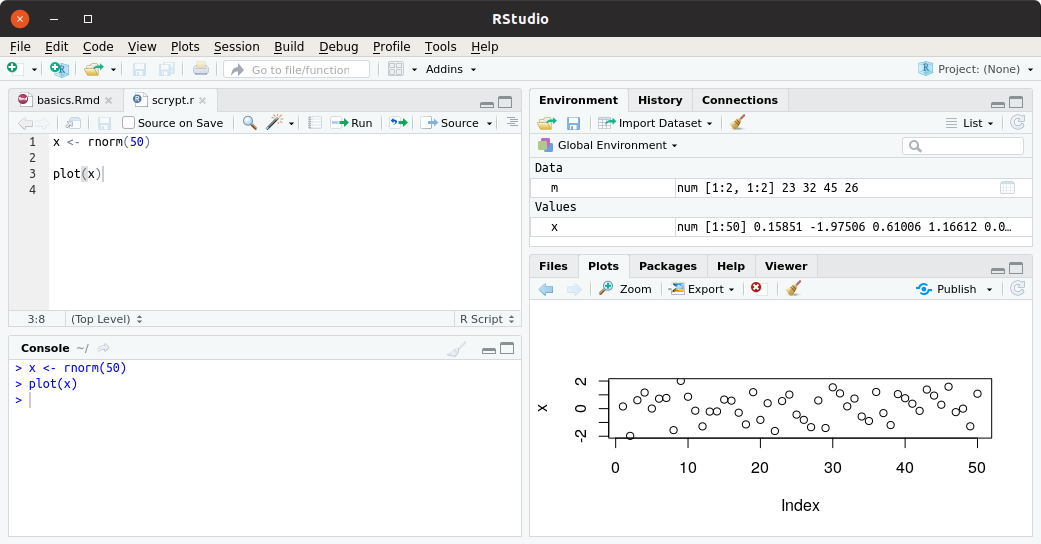 RStudio
File Edit Code View Plots Session Build Debug Profile Tools Help
Go to file/function Addins Project: (None)
basics.Rmd scrypt.r
Source on Save Run Source
1 x <- rnorm(50)
2
3 plot(x)
4
3:8 (Top Level) R Script
Console ~/
> x <- rnorm(50)
> plot(x)
>
Environment History Connections
Import Dataset List
Global Environment
Data
m num [1:2, 1:2] 23 32 45 26
Values
x num [1:50] 0.15851 -1.97506 0.61006 1.16612 0.0…
Files Plots Packages Help Viewer
Zoom Export Publish
2
0
-2
x
0 10 20 30 40 50
Index